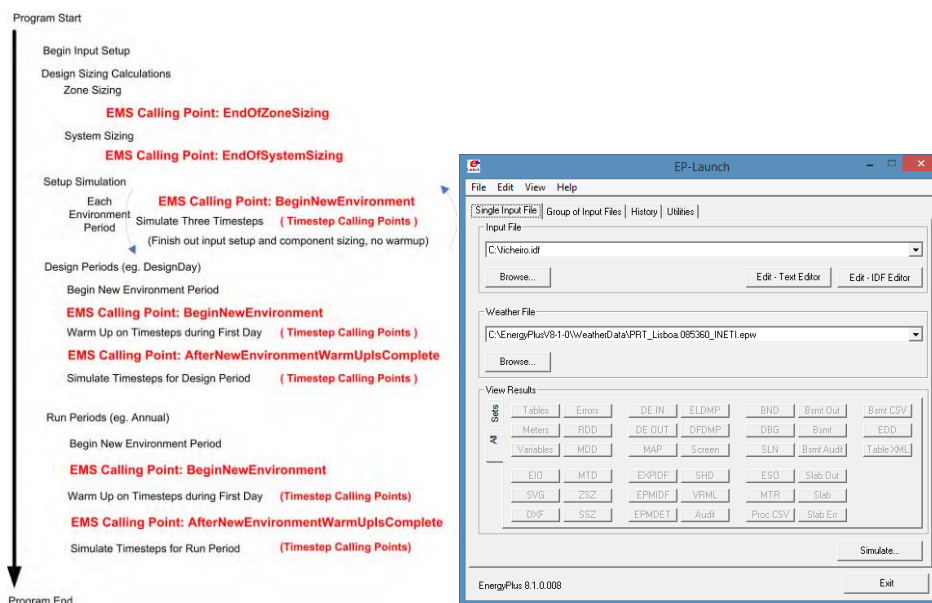 Program Start
Begin Input Setup
Design Sizing Calculations
Zone Sizing
EMS Calling Point: EndOfZoneSizing
System Sizing
EMS Calling Point: EndOfSystemSizing
Setup Simulation
Each Environment Period
EMS Calling Point: BeginNewEnvironment
Simulate Three Timesteps ( Timestep Calling Points )
(Finish out input setup and component sizing, no warmup)
Design Periods (eg. DesignDay)
Begin New Environment Period
EMS Calling Point: BeginNewEnvironment
Warm Up on Timesteps during First Day ( Timestep Calling Points )
EMS Calling Point: AfterNewEnvironmentWarmUpIsComplete
Simulate Timesteps for Design Period ( Timestep Calling Points )
Run Periods (eg. Annual)
Begin New Environment Period
EMS Calling Point: BeginNewEnvironment
Warm Up on Timesteps during First Day (Timestep Calling Points)
EMS Calling Point: AfterNewEnvironmentWarmUpIsComplete
Simulate Timesteps for Run Period (Timestep Calling Points)
Program End
EP-Launch
File Edit View Help
Single Input File Group of Input Files History Utilities
Input File
C:\ficheiro.idf
Browse... Edit - Text Editor Edit - IDF Editor
Weather File
C:\EnergyPlusV8-1-0\WeatherData\PRT_Lisboa.085360_INETI.epw
Browse...
View Results
Sets
All
Tables Errors DE IN ELDMP BND Bsmt Out Bsmt CSV
Meters RDD DE OUT DFDMP DBG Bsmt EDD
Variables MDD MAP Screen SLN Bsmt Audit Table XML
EIO MTD EXPIDF SHD ESO Slab Out
SVG ZSZ EPMIDF VRML MTR Slab
DXF SSZ EPMDET Audit Proc CSV Slab Err
Simulate...
EnergyPlus 8.1.0.008 Exit